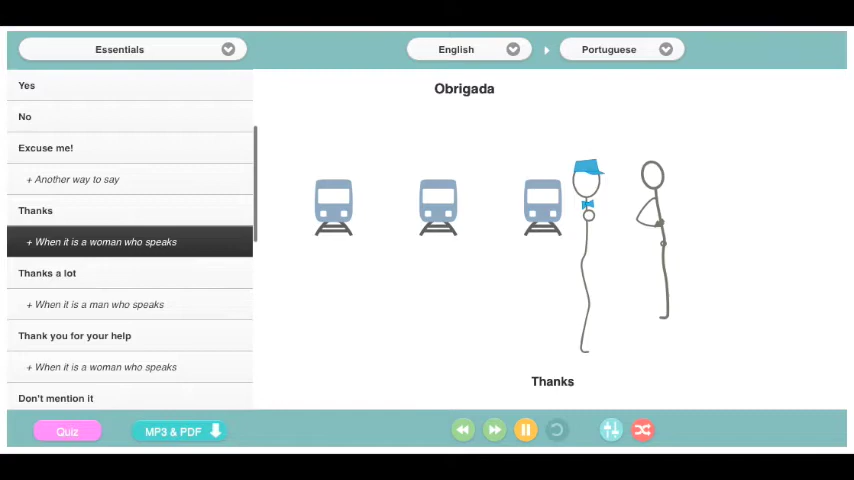 Essentials
English
Portuguese
Yes
No
Excuse me!
+ Another way to say
Thanks
+ When it is a woman who speaks
Thanks a lot
+ When it is a man who speaks
Thank you for your help
+ When it is a woman who speaks
Don't mention it
Obrigada
Thanks
Quiz
MP3 & PDF